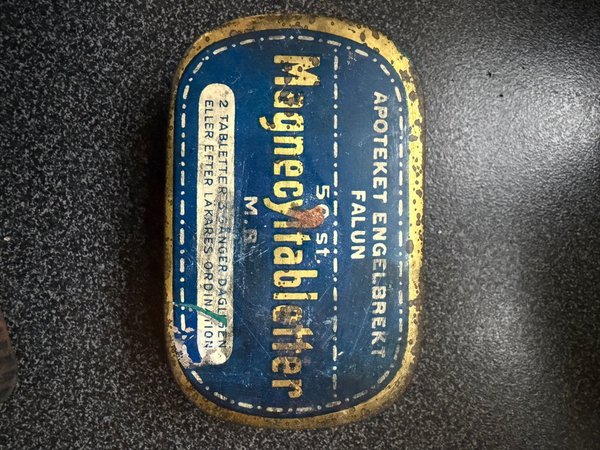 APOTEKET ENGELBREKT
FALUN
50 st.
Magnecyltabletter
M. R.
2 TABLETTER 3 GÅNGER DAGLIGEN
ELLER EFTER LÄKARES ORDINATION